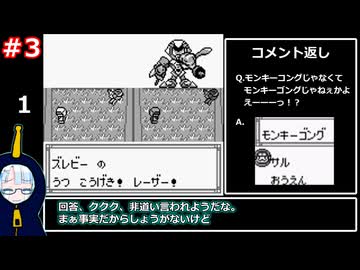 #3
1
ズレビー の
うつ こうげき! レーザー!
コメント返し
Q.モンキーゴングじゃなくて
モンキーゴングじゃねぇかよ
えーーーっ!?
A.
モンキーゴング
サル
おうえん
回答、ククク、非道い言われようだな。
まぁ事実だからしょうがないけど